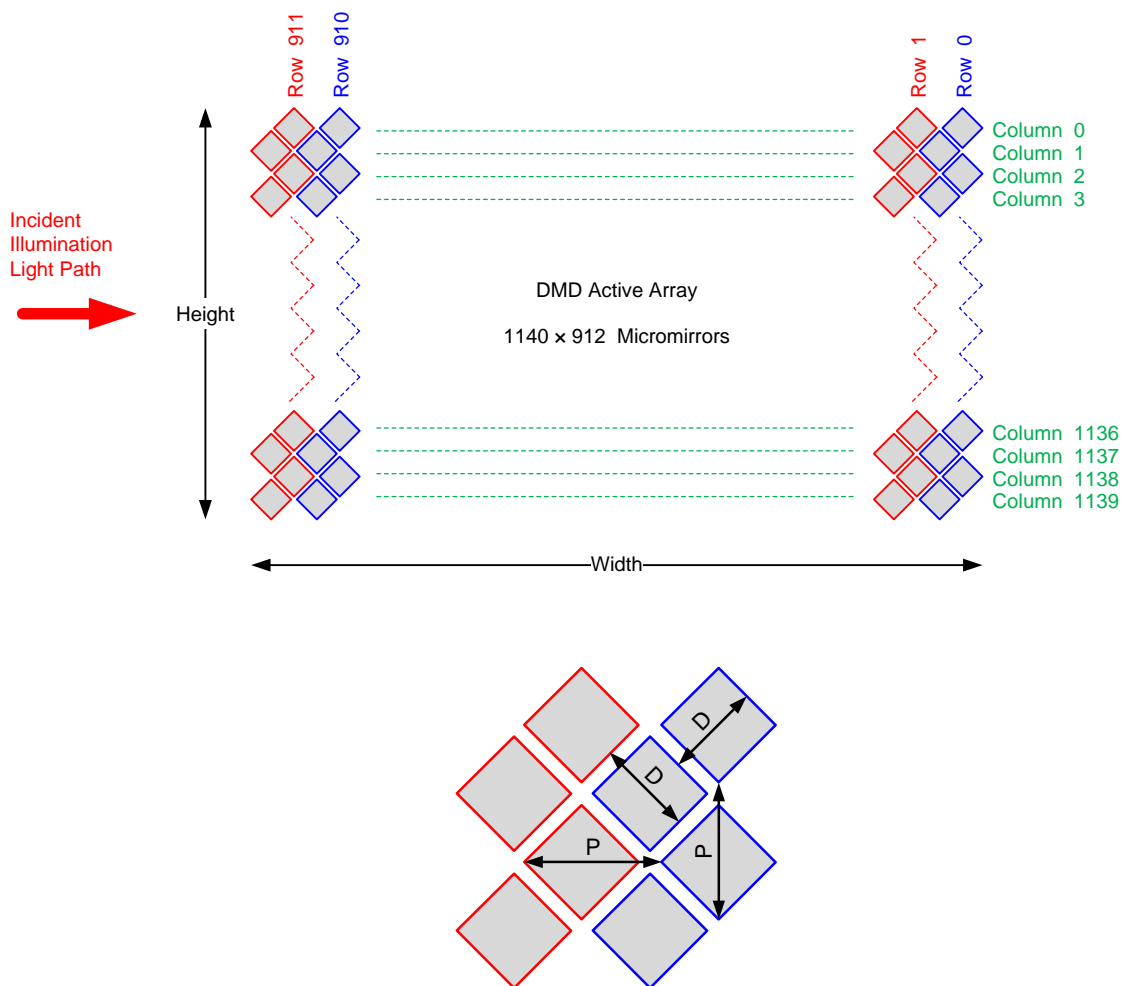 Row 911
Row 910
Row 1
Row 0
Column 0
Column 1
Column 2
Column 3
Incident
Illumination
Light Path
Height
DMD Active Array
1140 × 912 Micromirrors
Column 1136
Column 1137
Column 1138
Column 1139
Width
D
D
P
P